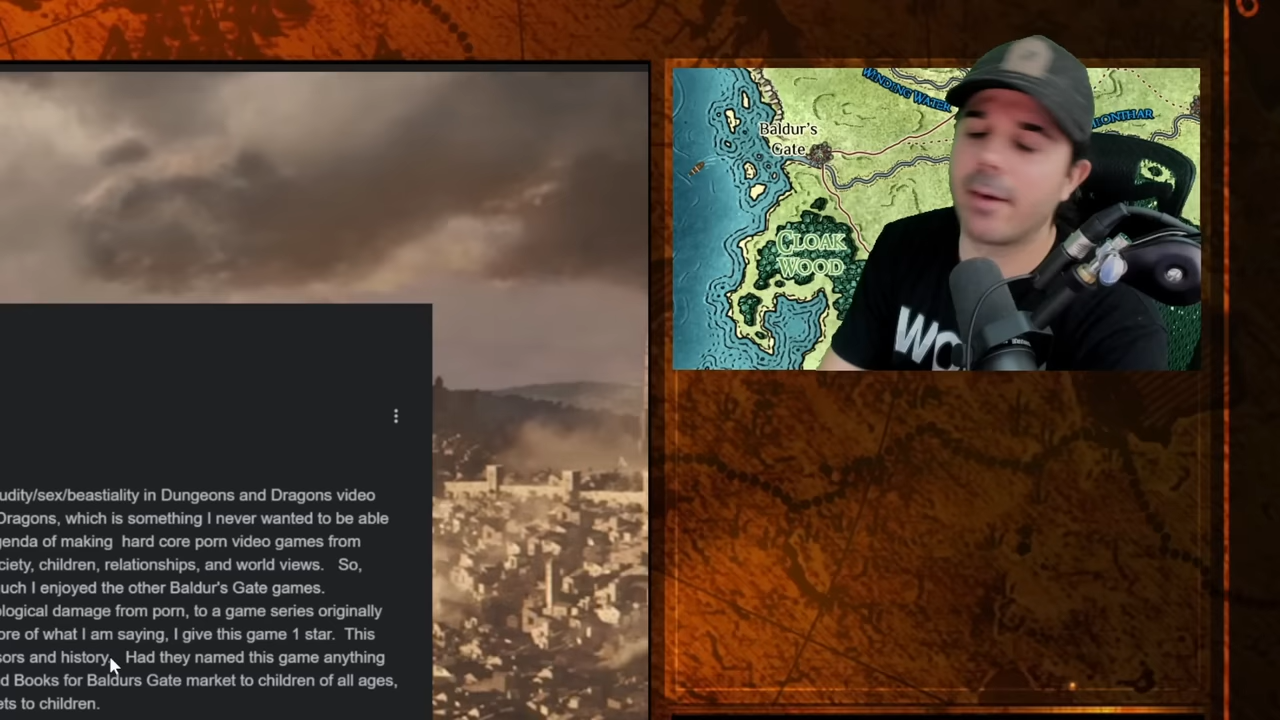 WINDING WATER
Baldur's
Gate
CLOAK
WOOD
WO
udity/sex/beastiality in Dungeons and Dragons video
Dragons, which is something I never wanted to be able
genda of making  hard core porn video games from
ciety, children, relationships, and world views.   So,
uch I enjoyed the other Baldur's Gate games.
ological damage from porn, to a game series originally
ore of what I am saying, I give this game 1 star.  This
sors and history.   Had they named this game anything
d Books for Baldurs Gate market to children of all ages,
ets to children.